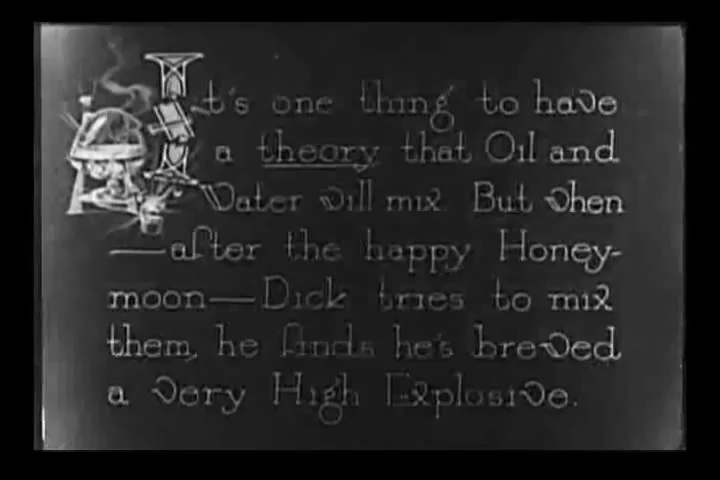 It's one thing to have
a theory that Oil and
Water will mix. But when
—after the happy Honey-
moon—Dick tries to mix
them, he finds he's brewed
a very High Explosive.